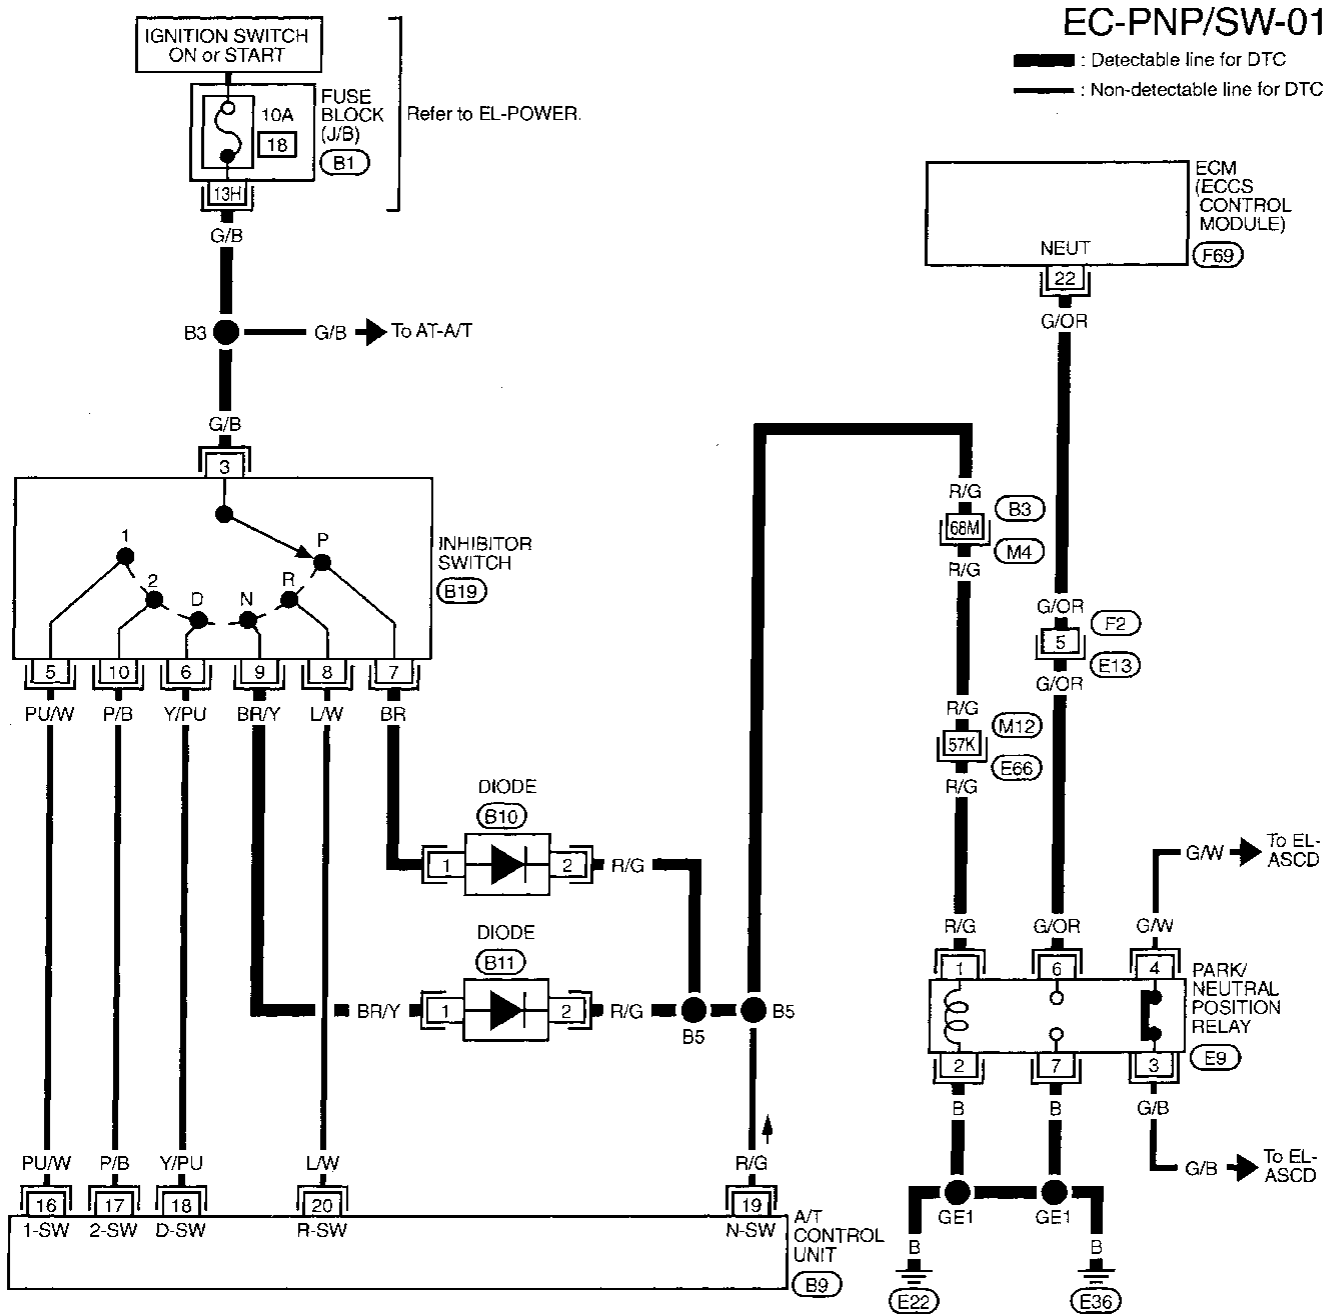 EC-PNP/SW-01
: Detectable line for DTC
: Non-detectable line for DTC
IGNITION SWITCH
ON or START
FUSE
BLOCK
(J/B)
B1
10A
18
Refer to EL-POWER.
13H
G/B
B3
G/B
To AT-A/T
G/B
3
ECM
(ECCS
CONTROL
MODULE)
F69
NEUT
22
G/OR
1
2
D
N
R
P
INHIBITOR
SWITCH
B19
5
10
6
9
8
7
PU/W
P/B
Y/PU
BR/Y
L/W
BR
R/G
68M
B3
M4
R/G
G/OR
5
F2
E13
G/OR
R/G
57K
M12
E66
R/G
DIODE
B10
1
2
R/G
DIODE
B11
BR/Y
1
2
R/G
B5
B5
To EL-
ASCD
G/W
R/G
G/OR
G/W
1
6
4
PARK/
NEUTRAL
POSITION
RELAY
E9
2
7
3
B
B
G/B
G/B
To EL-
ASCD
GE1
GE1
B
B
E22
E36
PU/W
P/B
Y/PU
L/W
R/G
16
17
18
20
19
1-SW
2-SW
D-SW
R-SW
N-SW
A/T
CONTROL
UNIT
B9